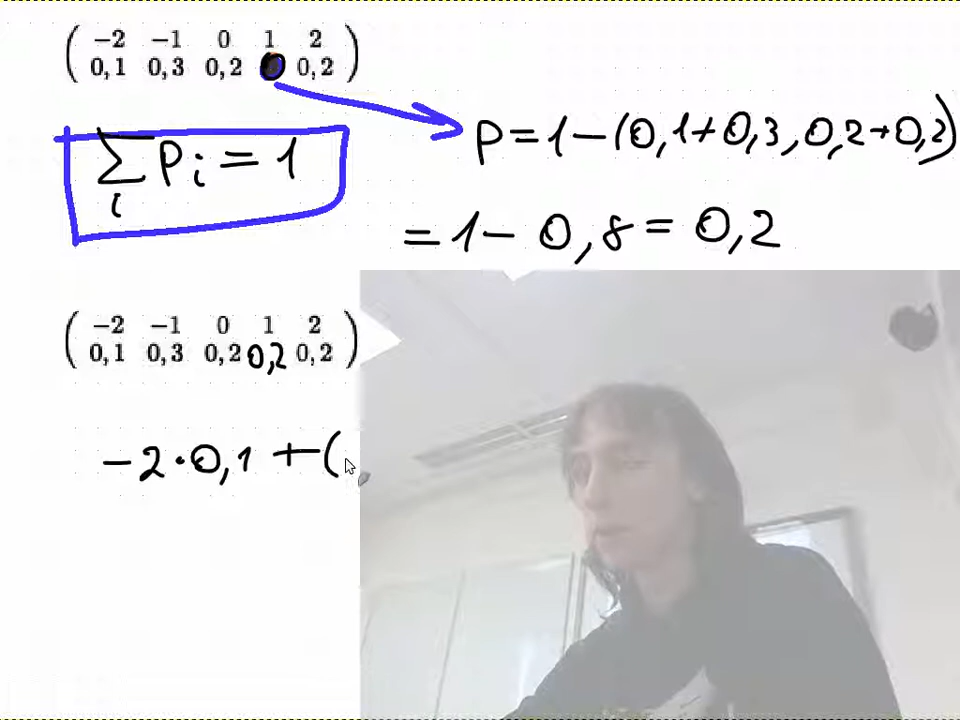 −2 −1 0 1 2
0,1 0,3 0,2 0,2
p=1−(0,1+0,3,0,2+0,2)
∑ pᵢ = 1
i
=1−0,8=0,2
−2 −1 0 1 2
0,1 0,3 0,2 0,2 0,2
−2·0,1+(